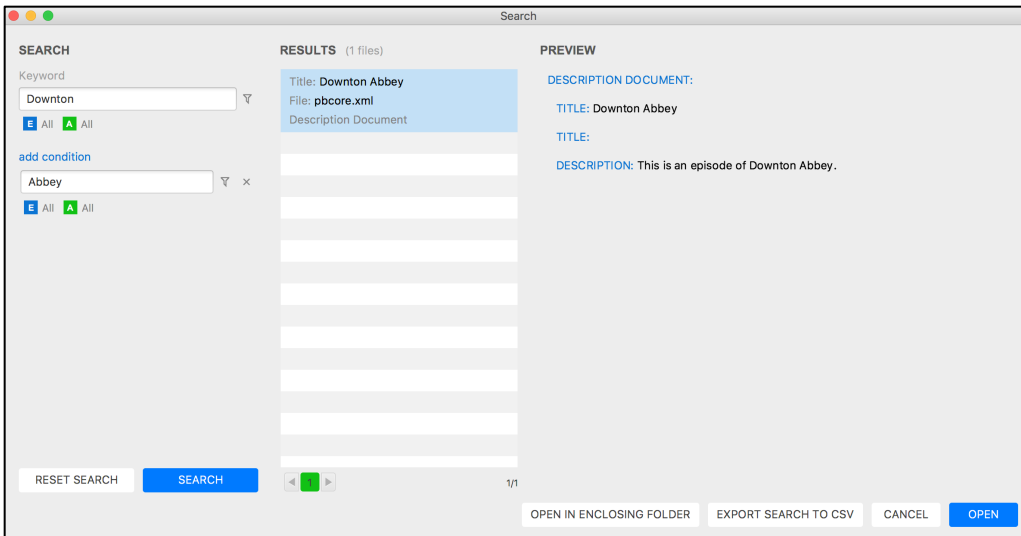 Search
SEARCH
Keyword
Downton
E All A All
add condition
Abbey
E All A All
RESET SEARCH SEARCH
RESULTS (1 files)
Title: Downton Abbey
File: pbcore.xml
Description Document
1 1/1
PREVIEW
DESCRIPTION DOCUMENT:
TITLE: Downton Abbey
TITLE:
DESCRIPTION: This is an episode of Downton Abbey.
OPEN IN ENCLOSING FOLDER EXPORT SEARCH TO CSV CANCEL OPEN